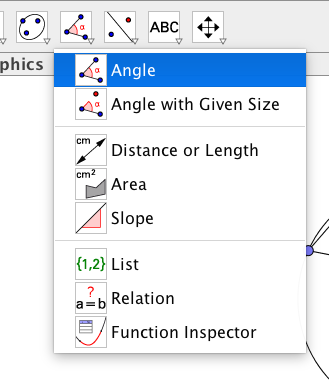 ABC
phics
α Angle
α Angle with Given Size
cm Distance or Length
cm² Area
Slope
{1,2} List
? a=b Relation
Function Inspector